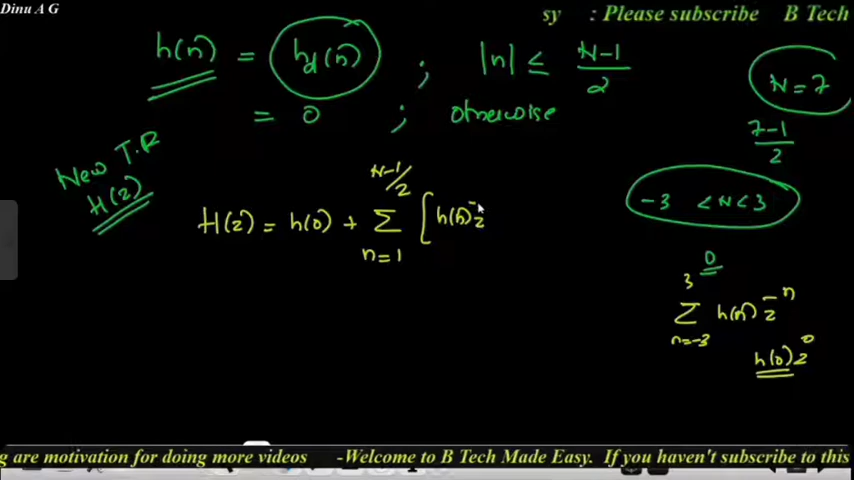 Dinu A G
sy : Please subscribe B Tech
h(n) = hd(n) ; |n| ≤ N-1/2
= 0 ; otherwise
N=7
7-1/2
-3 < N < 3
New T.R
H(z)
H(z) = h(0) + Σ n=1 N-1/2 [h(n)z-
0
3 Σ n=-3 h(n) z^-n
h(0) z^0
g are motivation for doing more videos -Welcome to B Tech Made Easy. If you haven't subscribe to this